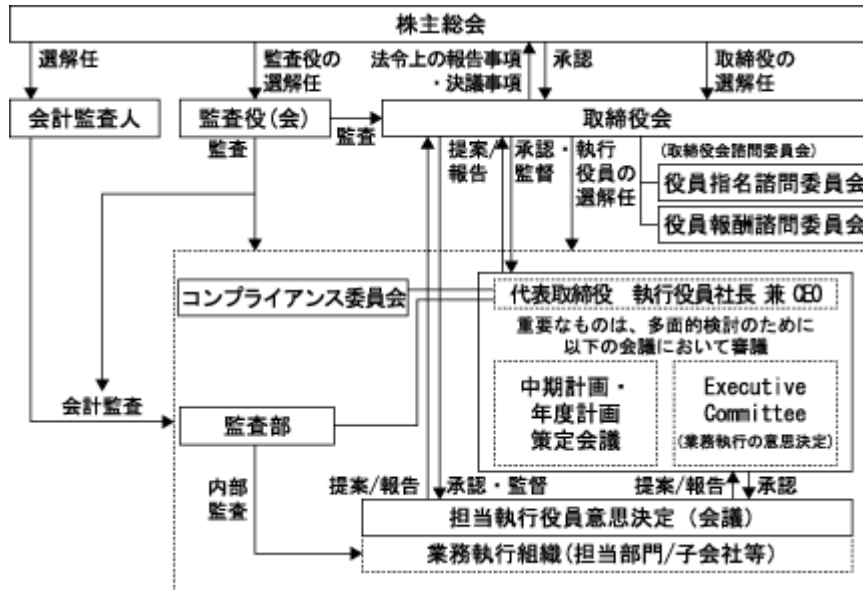 株主総会
選解任
監査役の
選解任
法令上の報告事項
・決議事項
承認
取締役の
選解任
会計監査人
監査役(会)
監査
取締役会
監査
提案/
報告
承認・
監督
執行
役員の
選解任
(取締役会諮問委員会)
役員指名諮問委員会
役員報酬諮問委員会
コンプライアンス委員会
代表取締役 執行役員社長 兼 CEO
重要なものは、多面的検討のために
以下の会議において審議
中期計画・
年度計画
策定会議
Executive
Committee
(業務執行の意思決定)
会計監査
監査部
内部
監査
提案/報告
承認・監督
提案/報告
承認
担当執行役員意思決定(会議)
業務執行組織(担当部門/子会社等)